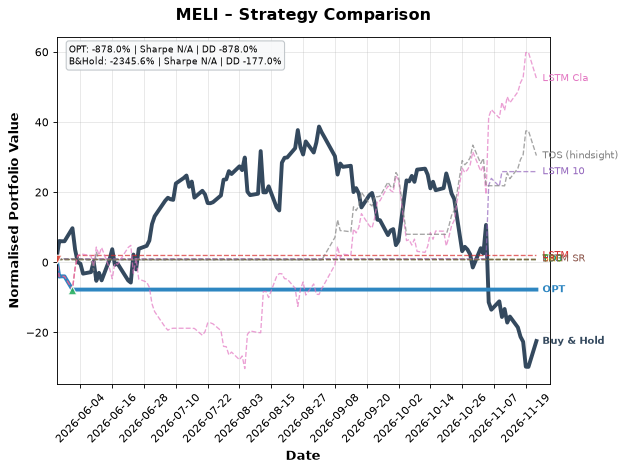 MELI – Strategy Comparison
OPT: -878.0% | Sharpe N/A | DD -878.0%
B&Hold: -2345.6% | Sharpe N/A | DD -177.0%
Normalised Portfolio Value
60
40
20
0
−20
LSTM Cla
TOS (hindsight)
LSTM 10
LSTM
SR
OPT
Buy & Hold
2026-06-04
2026-06-16
2026-06-28
2026-07-10
2026-07-22
2026-08-03
2026-08-15
2026-08-27
2026-09-08
2026-09-20
2026-10-02
2026-10-14
2026-10-26
2026-11-07
2026-11-19
Date